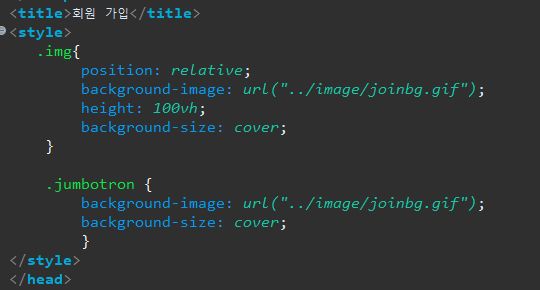 <title>회원 가입</title>
<style>
.img{
position: relative;
background-image: url("../image/joinbg.gif");
height: 100vh;
background-size: cover;
}
.jumbotron {
background-image: url("../image/joinbg.gif");
background-size: cover;
}
</style>
</head>